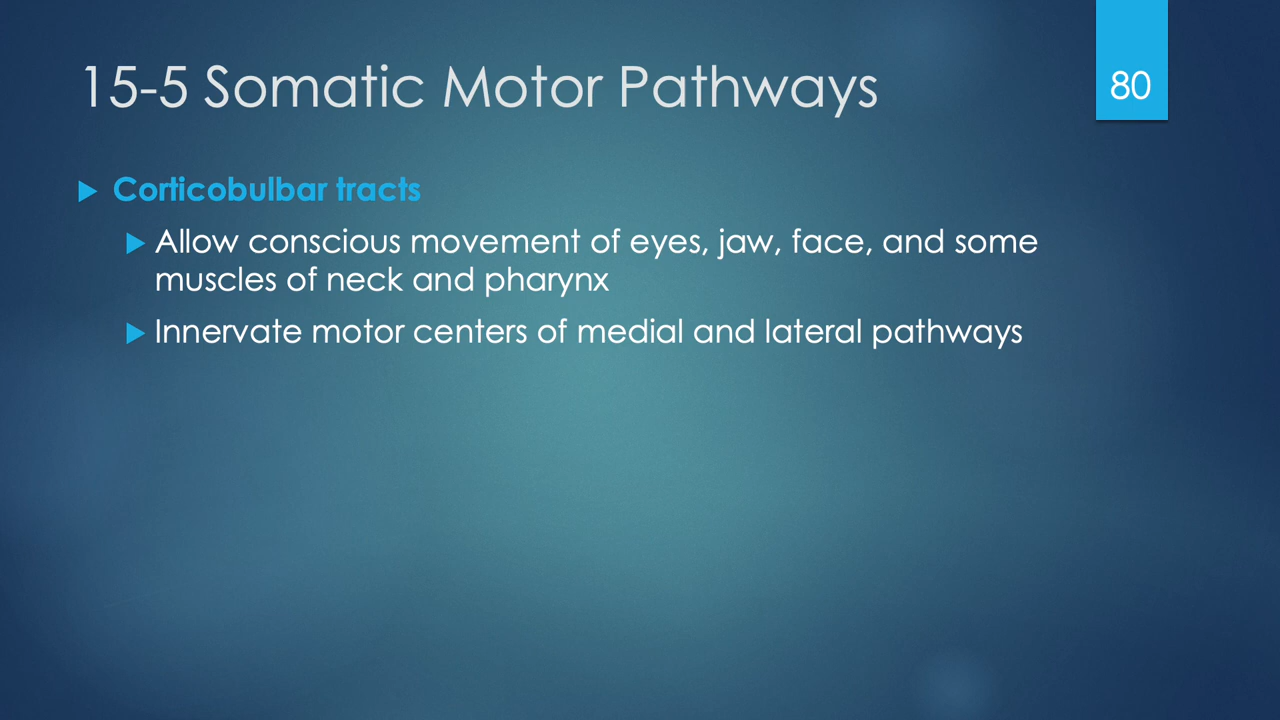 15-5 Somatic Motor Pathways
80
Corticobulbar tracts
Allow conscious movement of eyes, jaw, face, and some
muscles of neck and pharynx
Innervate motor centers of medial and lateral pathways